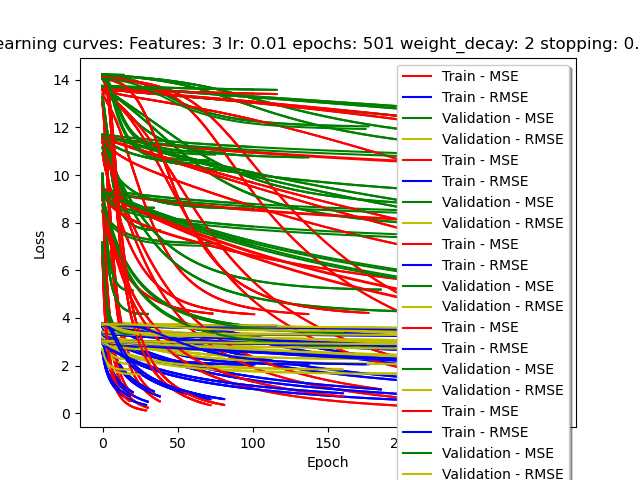 earning curves: Features: 3 lr: 0.01 epochs: 501 weight_decay: 2 stopping: 0.
14
12
10
8
6
4
2
0
Loss
0
50
100
150
2
Epoch
Train - MSE
Train - RMSE
Validation - MSE
Validation - RMSE
Train - MSE
Train - RMSE
Validation - MSE
Validation - RMSE
Train - MSE
Train - RMSE
Validation - MSE
Validation - RMSE
Train - MSE
Train - RMSE
Validation - MSE
Validation - RMSE
Train - MSE
Train - RMSE
Validation - MSE
Validation - RMSE